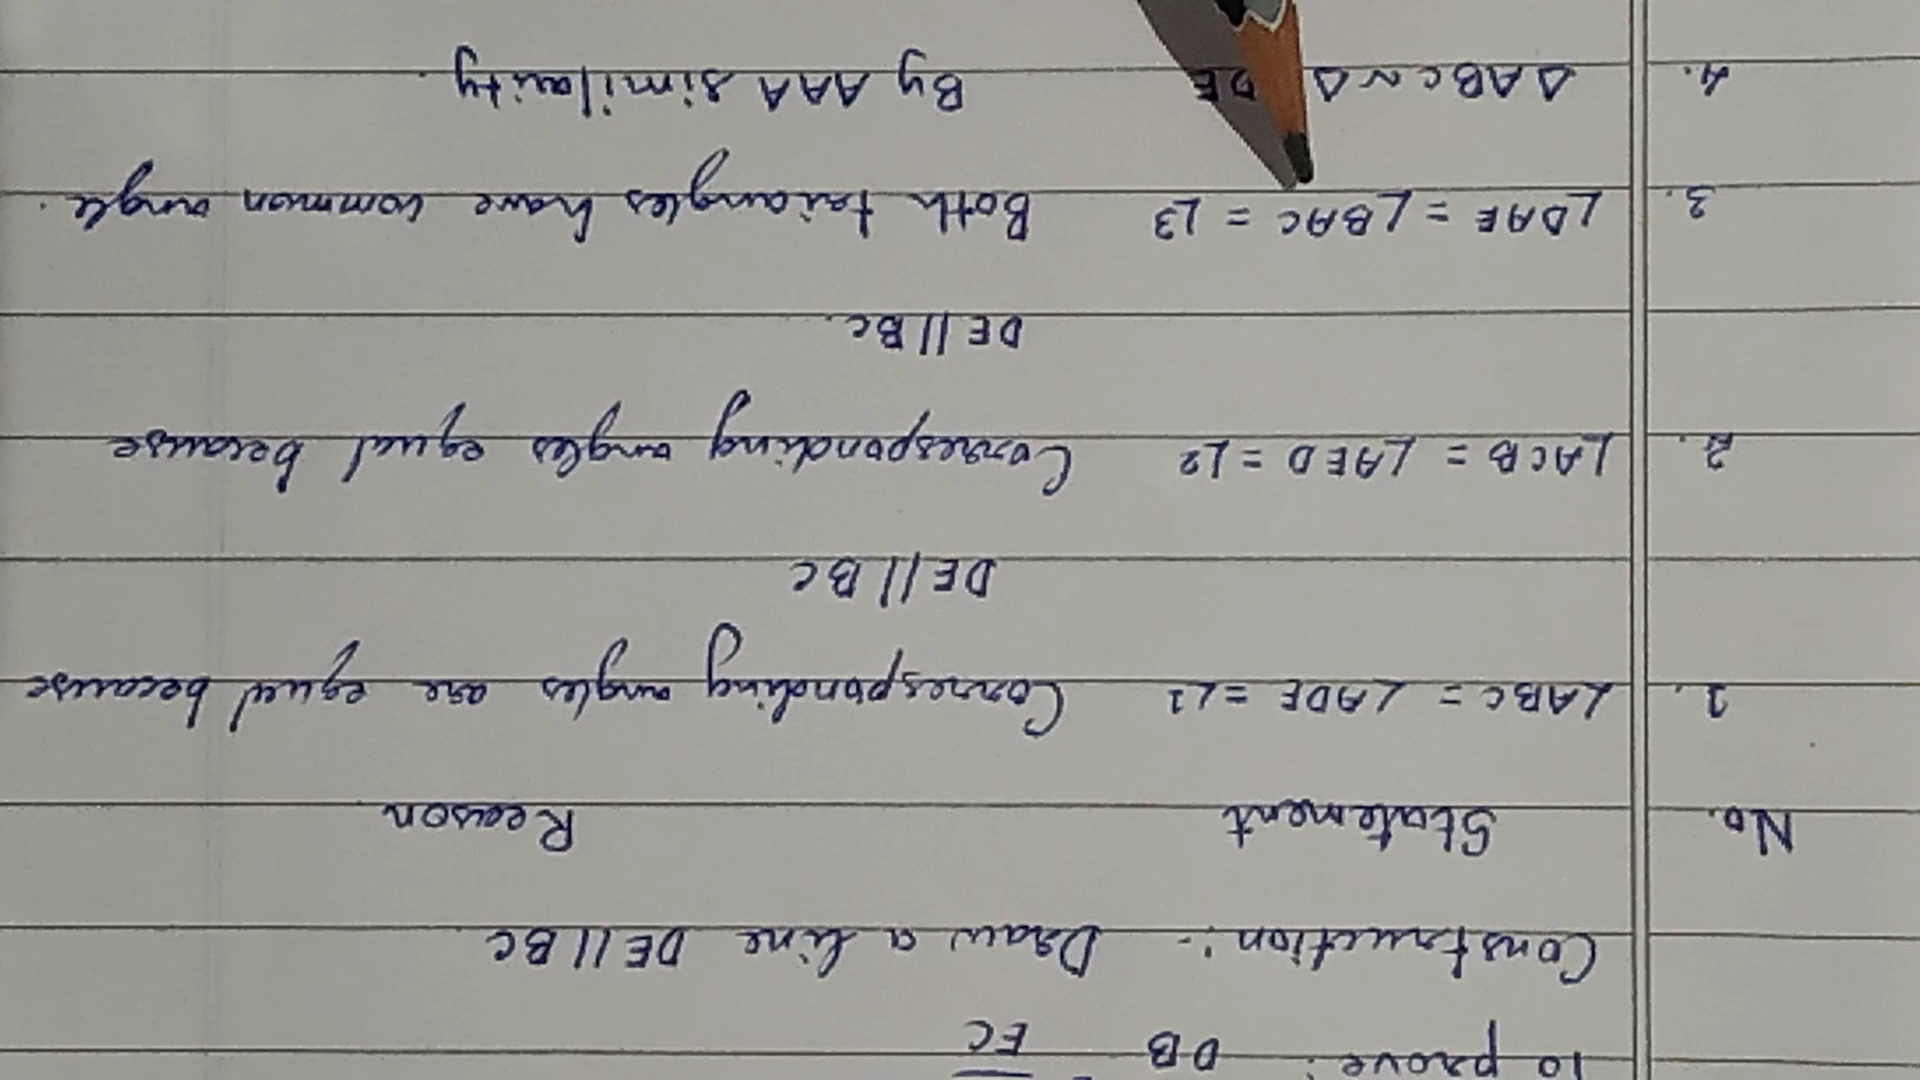 To prove: DB EC
Construction:- Draw a line DE||BC
No. Statement Reason
1. ∠ABC = ∠ADE = ∠1 Corresponding angles are equal because
DE||BC
2. ∠ACB = ∠AED = ∠2 Corresponding angles equal because
DE||BC.
3. ∠DAE = ∠BAC = ∠3 Both triangles have common angle.
4. ΔABC ~ Δ DE By AAA similarity.